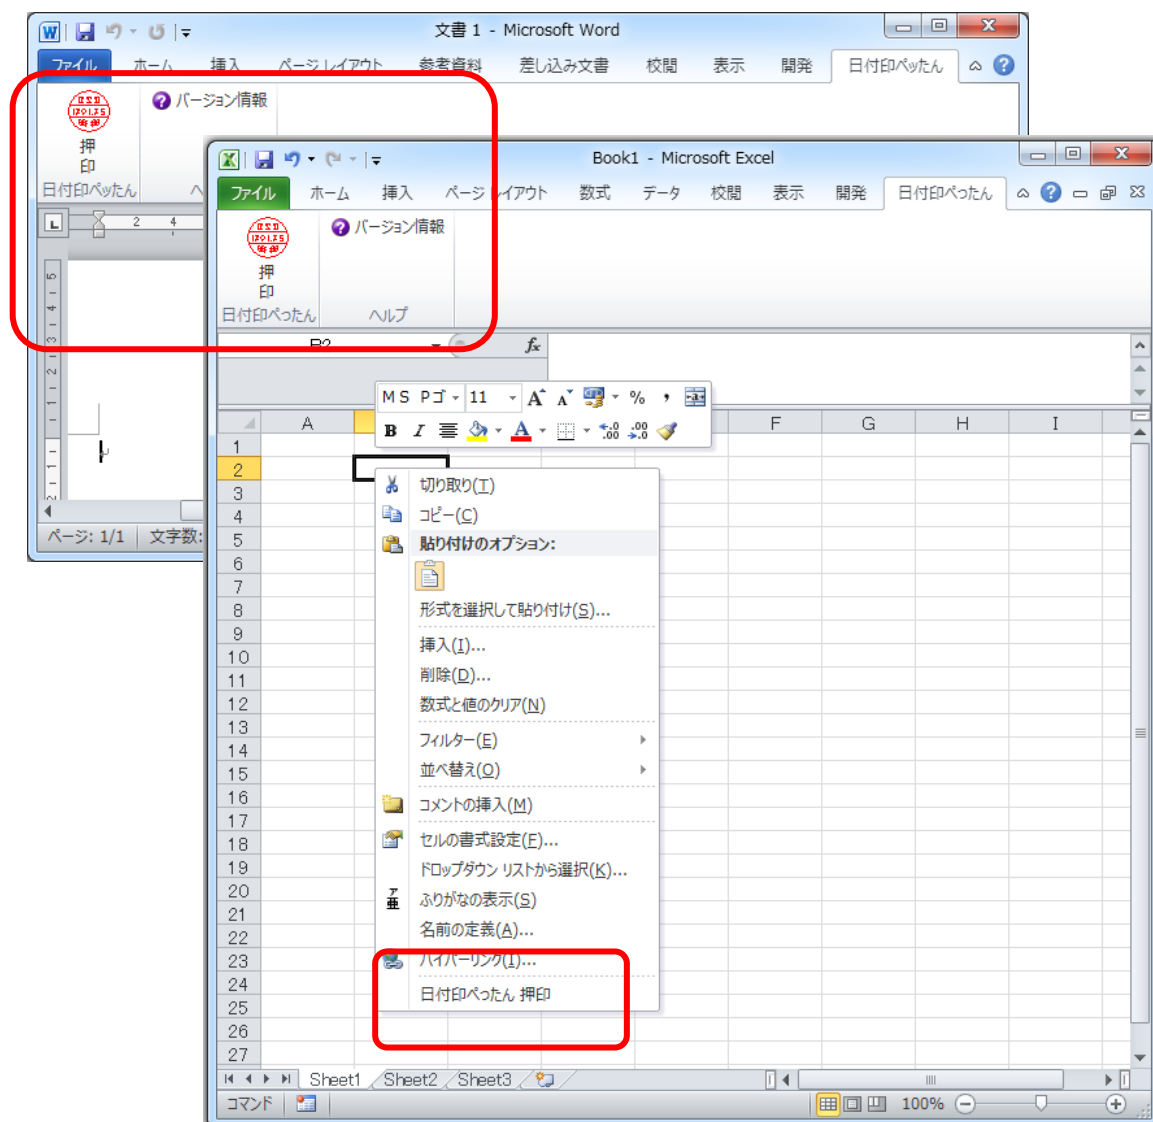 文書 1 - Microsoft Word
ファイル ホーム 挿入 ページ レイアウト 参考資料 差し込み文書 校閲 表示 開発 日付印ペッたん
バージョン情報
押
印
日付印ペッたん ヘ
2 4
ページ: 1/1 文字数:
Book1 - Microsoft Excel
ファイル ホーム 挿入 ページ レイアウト 数式 データ 校閲 表示 開発 日付印ぺったん
バージョン情報
押
印
日付印ぺったん ヘルプ
B2 fx
ＭＳ Ｐゴ 11 A A % ,
B I A .00 .00
A F G H I
1
2
切り取り(T)
3
コピー(C)
4
貼り付けのオプション:
5
6
7
形式を選択して貼り付け(S)...
8
9
挿入(I)...
10
削除(D)...
11
数式と値のクリア(N)
12
13
フィルター(E)
14
並べ替え(O)
15
コメントの挿入(M)
16
17
セルの書式設定(F)...
18
ドロップダウン リストから選択(K)...
19
ふりがなの表示(S)
20
21
名前の定義(A)...
22
ハイパーリンク(I)...
23
24
日付印ぺったん 押印
25
26
27
Sheet1 Sheet2 Sheet3
コマンド 100%